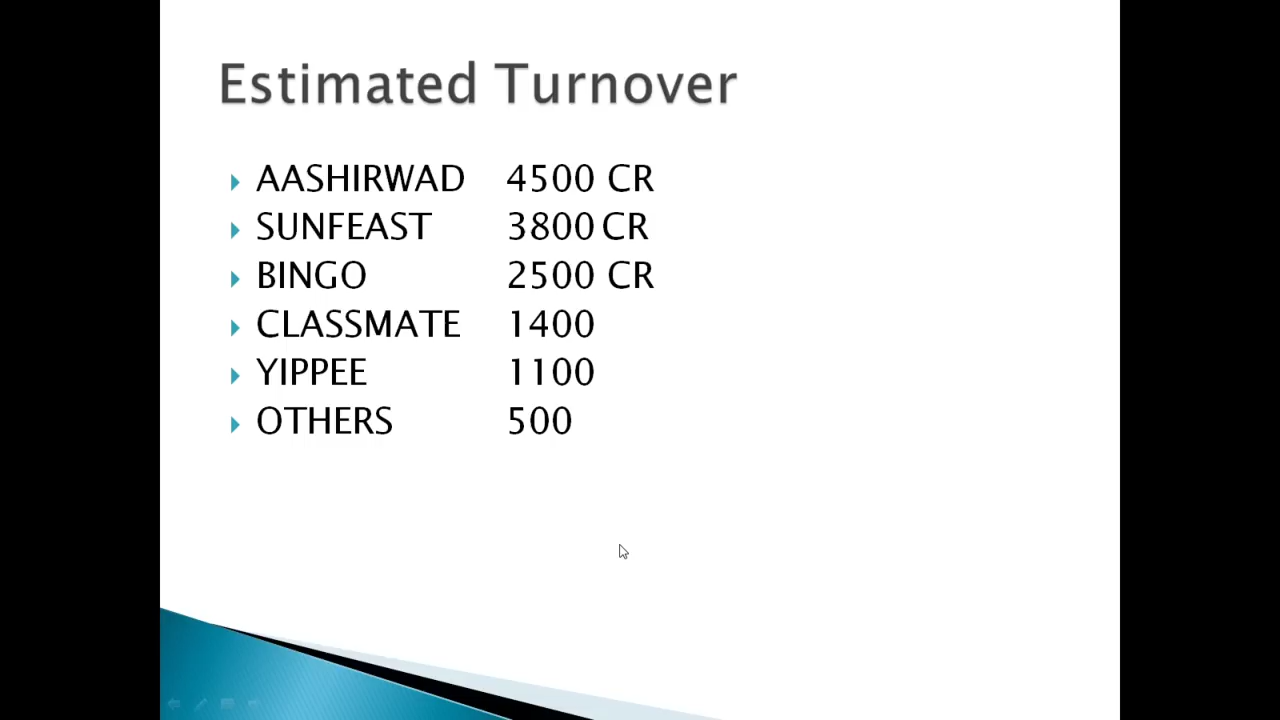 Estimated Turnover
AASHIRWAD 4500 CR
SUNFEAST 3800 CR
BINGO 2500 CR
CLASSMATE 1400
YIPPEE 1100
OTHERS 500